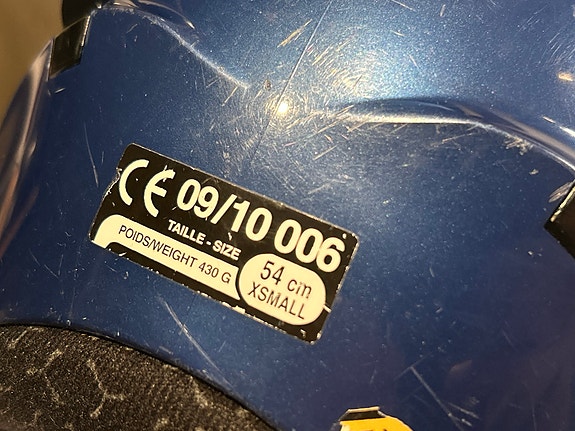 CE 09/10 006
TAILLE - SIZE
POIDS/WEIGHT 430 G
54 cm
XSMALL